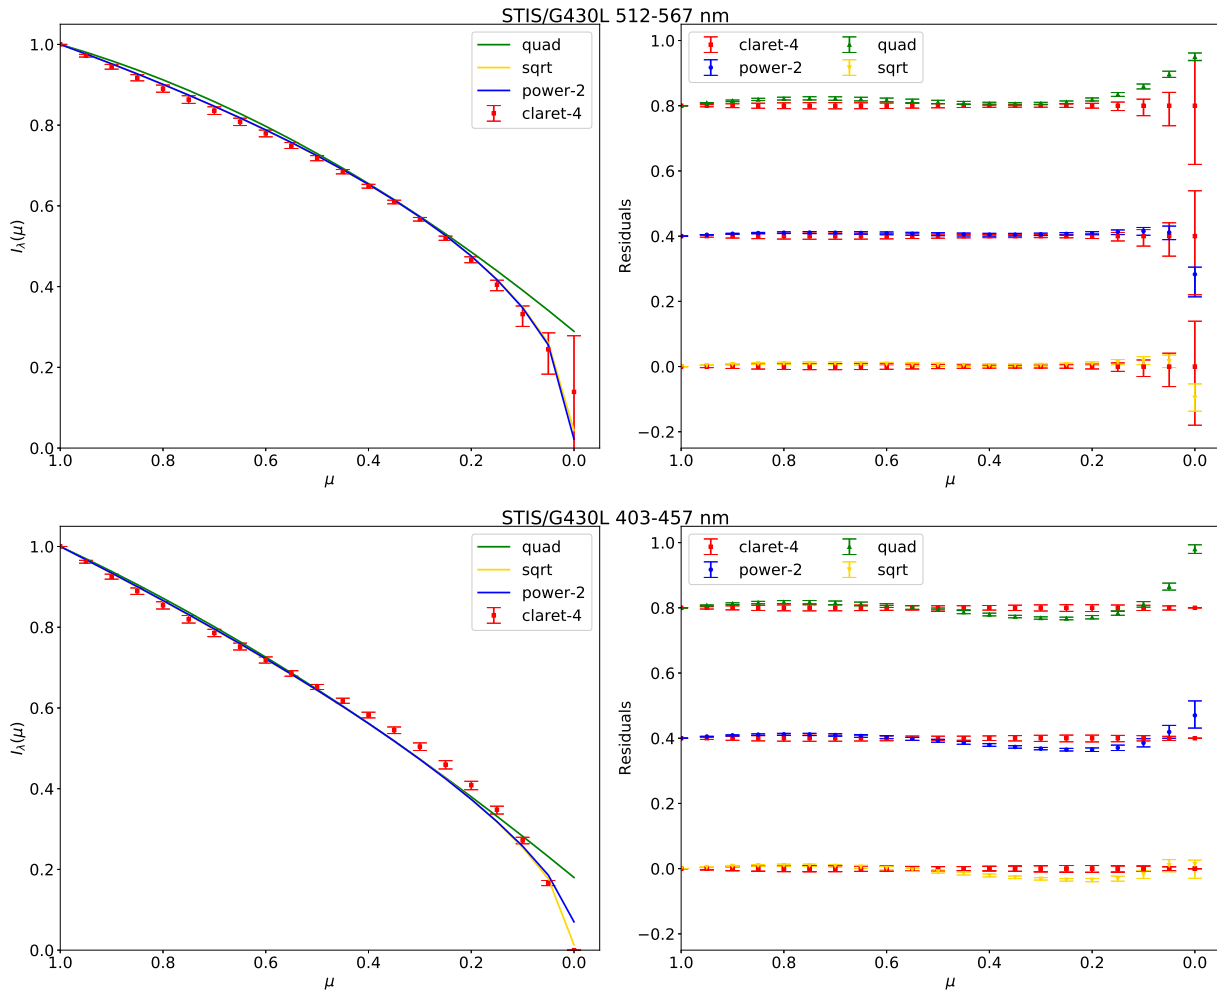 STIS/G430L 512-567 nm
1.0
0.8
0.6
0.4
0.2
0.0
I_λ(μ)
1.0 0.8 0.6 0.4 0.2 0.0
μ
quad
sqrt
power-2
claret-4
1.0
0.8
0.6
0.4
0.2
0.0
−0.2
Residuals
1.0 0.8 0.6 0.4 0.2 0.0
μ
claret-4 quad
power-2 sqrt
STIS/G430L 403-457 nm
1.0
0.8
0.6
0.4
0.2
0.0
I_λ(μ)
1.0 0.8 0.6 0.4 0.2 0.0
μ
quad
sqrt
power-2
claret-4
1.0
0.8
0.6
0.4
0.2
0.0
−0.2
Residuals
1.0 0.8 0.6 0.4 0.2 0.0
μ
claret-4 quad
power-2 sqrt